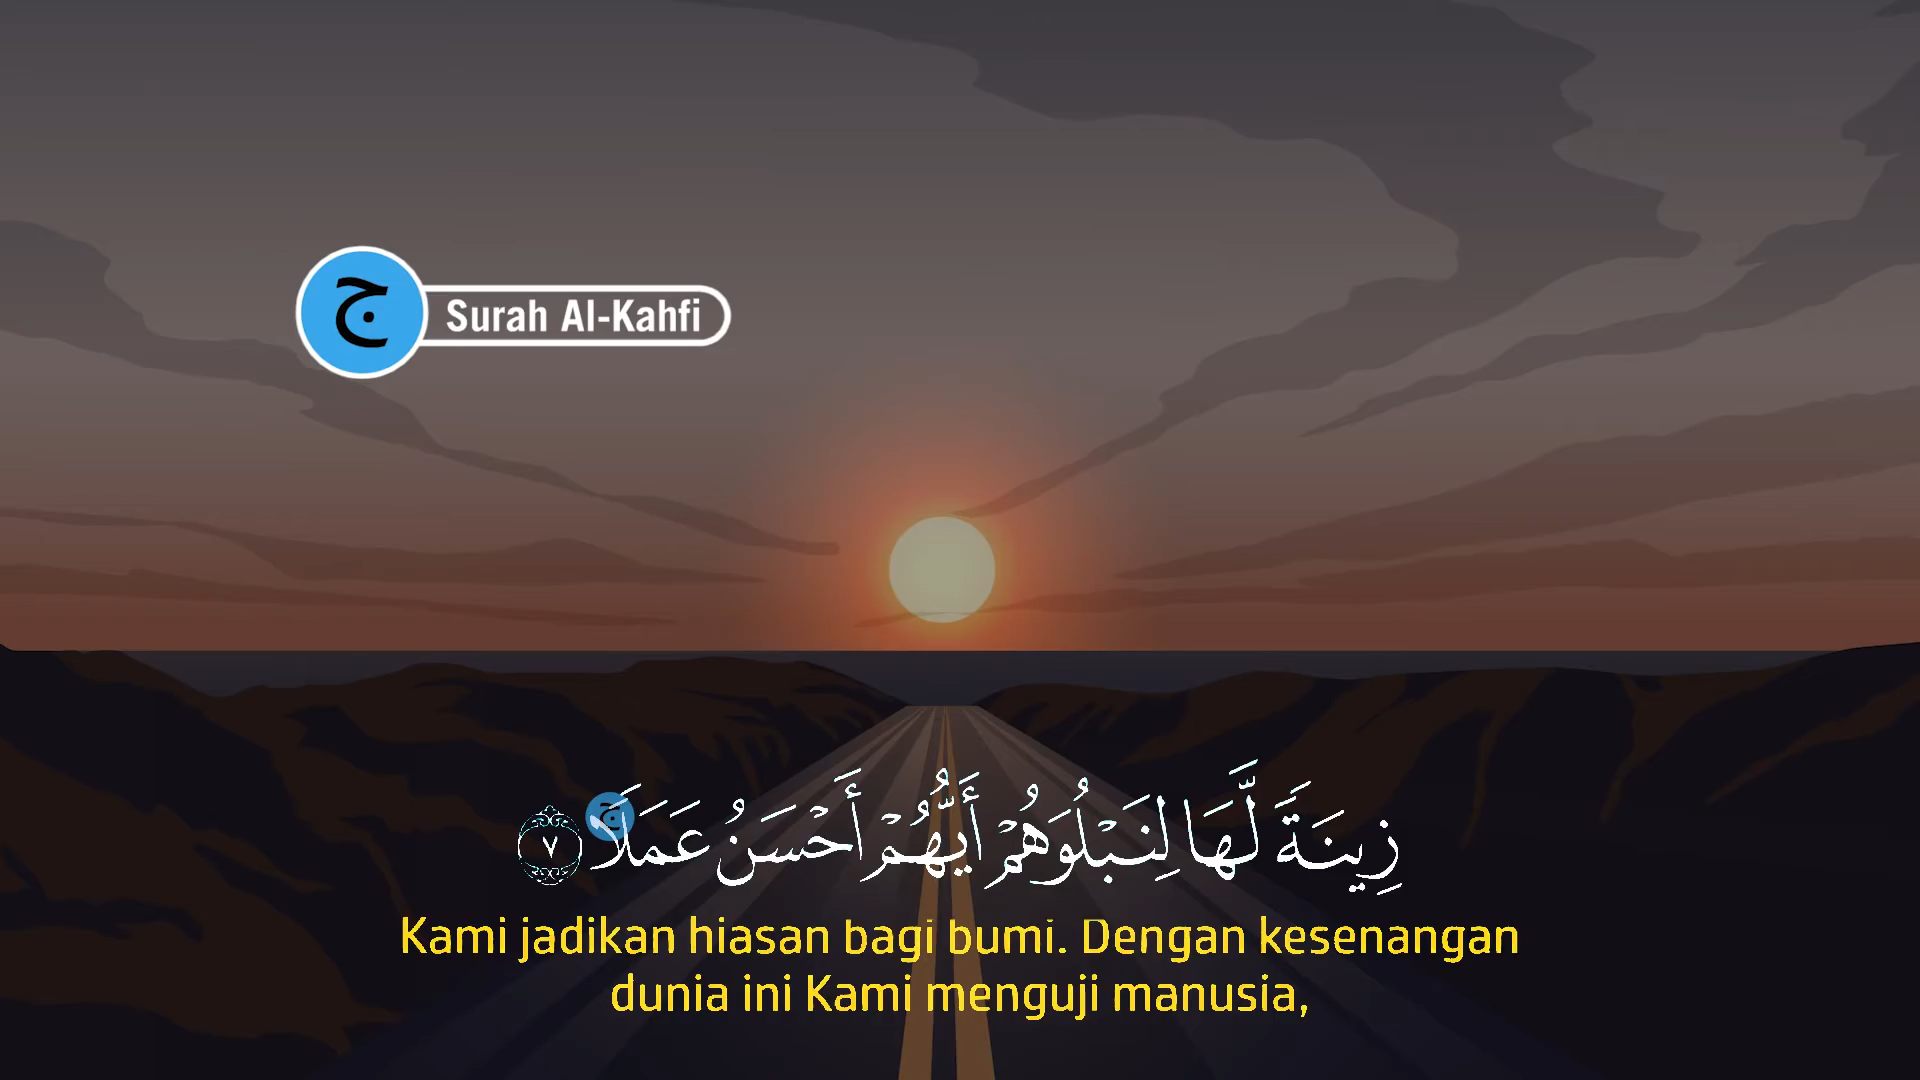 ج
Surah Al-Kahfi
زِينَةً لَّهَا لِنَبْلُوَهُمْ أَيُّهُمْ أَحْسَنُ عَمَلًا ج ٧
Kami jadikan hiasan bagi bumi. Dengan kesenangan
dunia ini Kami menguji manusia,